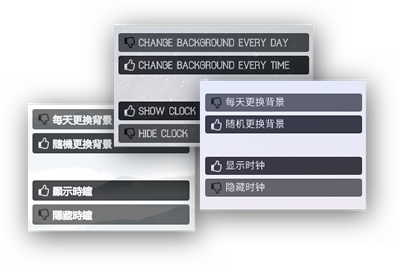 CHANGE BACKGROUND EVERY DAY
CHANGE BACKGROUND EVERY TIME
SHOW CLOCK
HIDE CLOCK
每天更換背景
隨機更換背景
顯示時鐘
隱藏時鐘
每天更换背景
随机更换背景
显示时钟
隐藏时钟